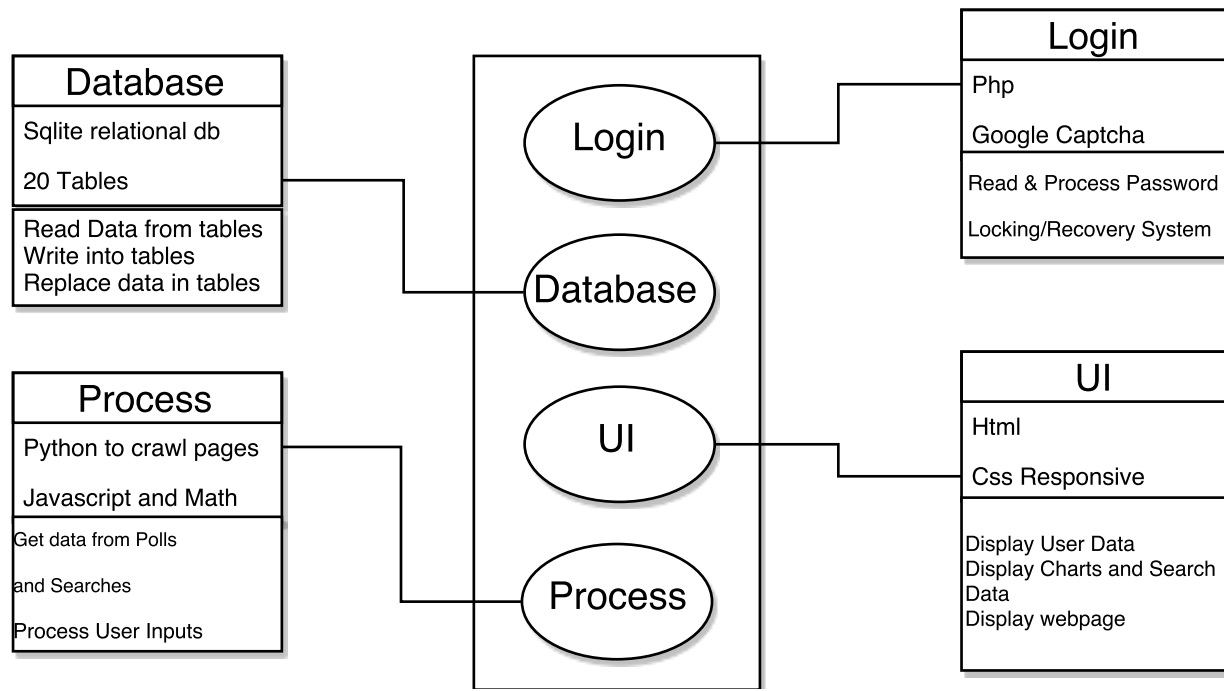 Database
Sqlite relational db
20 Tables
Read Data from tables
Write into tables
Replace data in tables
Process
Python to crawl pages
Javascript and Math
Get data from Polls
and Searches
Process User Inputs
Login
Database
UI
Process
Login
Php
Google Captcha
Read & Process Password
Locking/Recovery System
UI
Html
Css Responsive
Display User Data
Display Charts and Search
Data
Display webpage